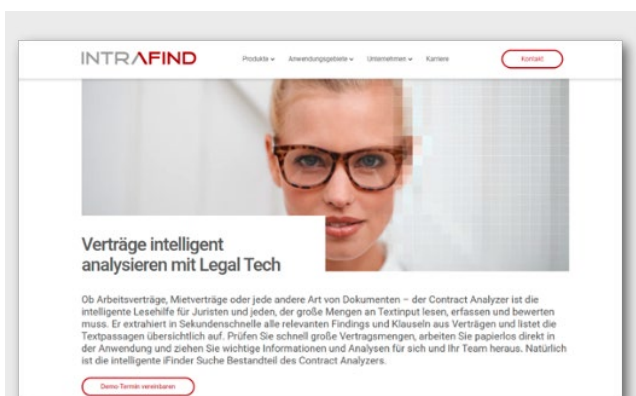 INTRAFIND
Produkte Anwendungsgebiete Unternehmen Karriere Kontakt
Verträge intelligent
analysieren mit Legal Tech
Ob Arbeitsverträge, Mietverträge oder jede andere Art von Dokumenten – der Contract Analyzer ist die
intelligente Lesehilfe für Juristen und jeden, der große Mengen an Textinput lesen, erfassen und bewerten
muss. Er extrahiert in Sekundenschnelle alle relevanten Findings und Klauseln aus Verträgen und listet die
Textpassagen übersichtlich auf. Prüfen Sie schnell große Vertragsmengen, arbeiten Sie papierlos direkt in
der Anwendung und ziehen Sie wichtige Informationen und Analysen für sich und Ihr Team heraus. Natürlich
ist die intelligente iFinder Suche Bestandteil des Contract Analyzers.
Demo-Termin vereinbaren